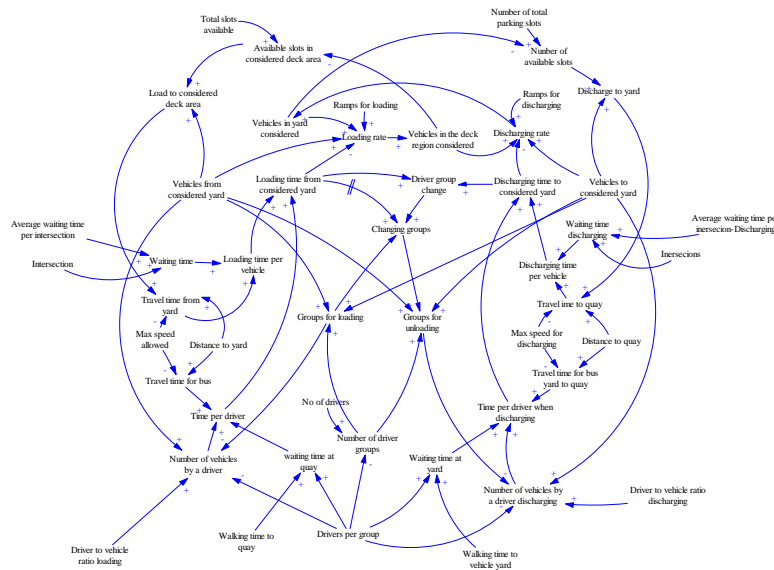 Total slots
available
Number of total
parking slots
Available slots in
considered deck area
Number
of available slots
Load to considered
deck area
Discharge to yard
Ramps for loading
Ramps for
discharging
Vehicles in yard
considered
Loading rate
Vehicles in the deck
region considered
Discharging rate
Vehicles from
considered yard
Loading time from
considered yard
Driver group
change
Discharging time to
considered yard
Vehicles to
considered yard
Average waiting time
per intersection
Changing groups
Waiting time
discharging
Average waiting time pe
inersecion-Discharging
Intersection
Waiting time
Loading time per
vehicle
Discharging time
per vehicle
Inersecions
Travel time from
yard
Groups for loading
Groups for
unloading
Travel time to quay
Max speed
allowed
Distance to yard
Max speed for
discharging
Distance to quay
Travel time for bus
Travel time for bus
yard to quay
No of drivers
Time per driver
Time per driver when
discharging
Number of driver
groups
Number of vehicles
by a driver
waiting time at
quay
Waiting time at
yard
Number of vehicles by
a driver discharging
Driver to vehicle ratio
discharging
Driver to vehicle
ratio loading
Walking time to
quay
Drivers per group
Walking time to
vehicle yard